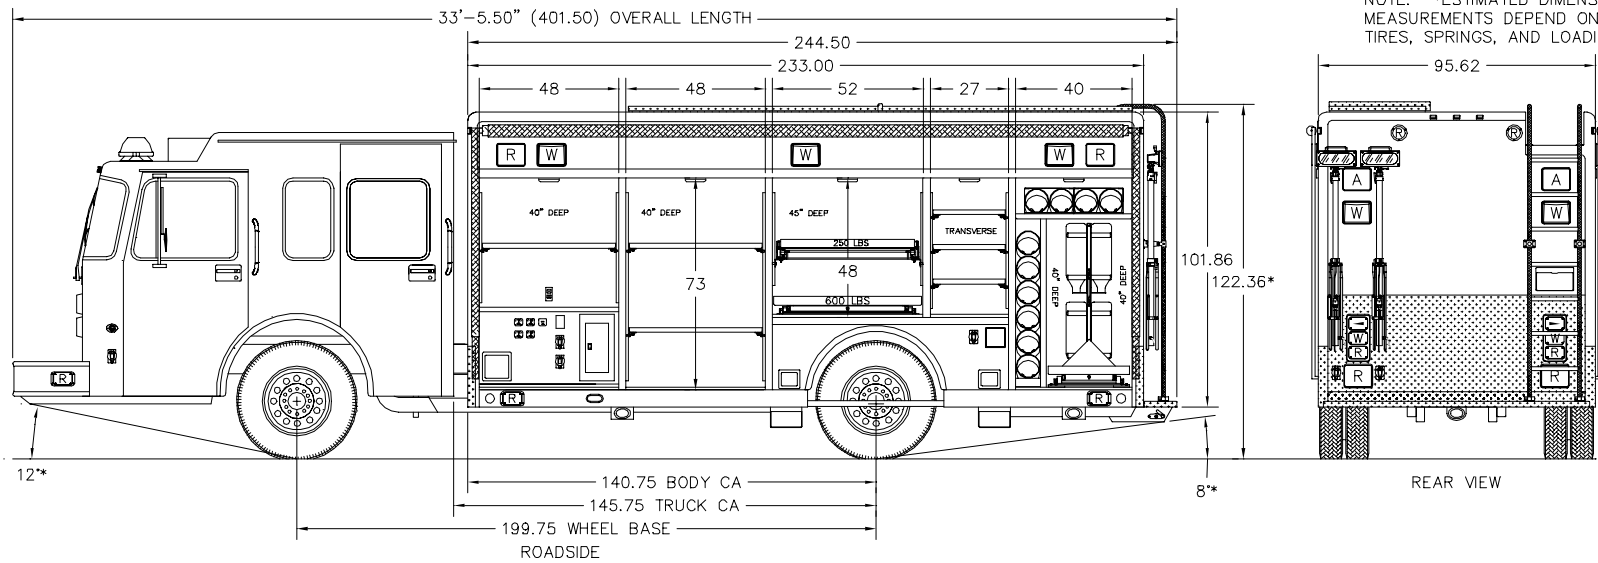 33'-5.50" (401.50) OVERALL LENGTH
NOTE: *ESTIMATED
MEASUREMENTS DEPEND ON
TIRES, SPRINGS, AND
244.50
233.00
95.62
48 48 52 27 40
R W W W R
R R
A A
W W
40" DEEP 40" DEEP 45" DEEP
TRANSVERSE
250 LBS
48
73
600 LBS
40" DEEP
40" DEEP
101.86
122.36*
W W
R R
R R
R R R
12°*
8°*
140.75 BODY CA
145.75 TRUCK CA
199.75 WHEEL BASE
ROADSIDE
REAR VIEW